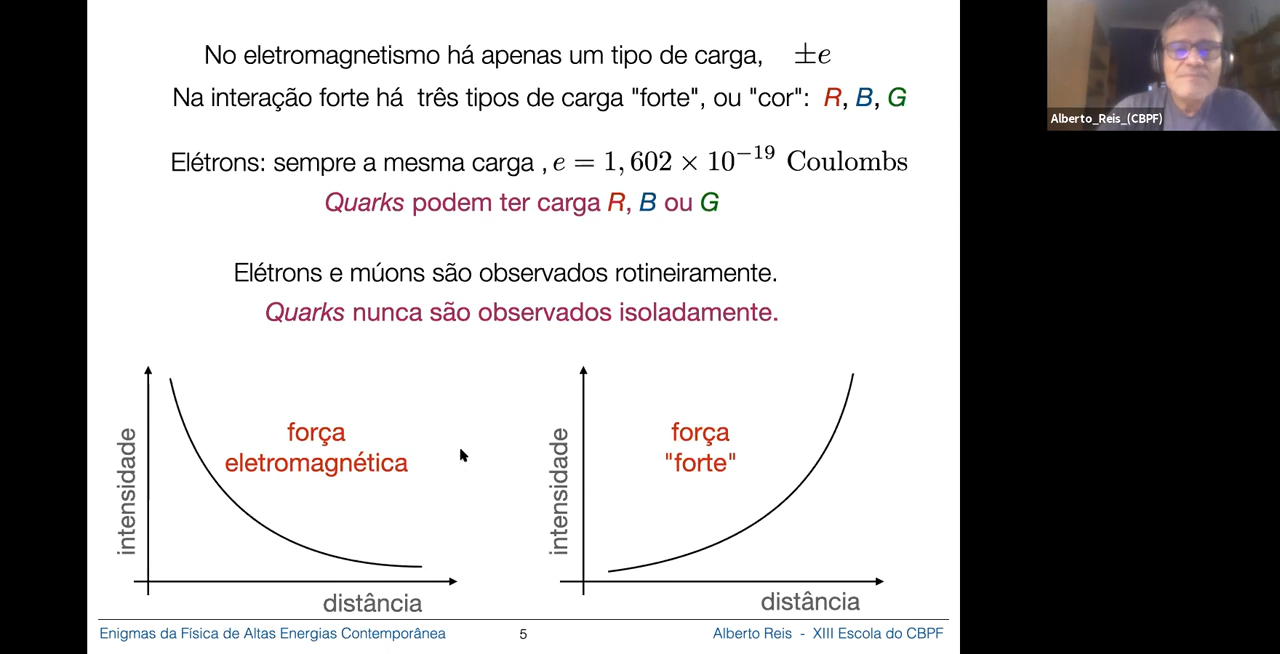 No eletromagnetismo há apenas um tipo de carga, ±e
Na interação forte há três tipos de carga "forte", ou "cor": R, B, G
Elétrons: sempre a mesma carga , e = 1, 602 × 10⁻¹⁹ Coulombs
Quarks podem ter carga R, B ou G
Elétrons e múons são observados rotineiramente.
Quarks nunca são observados isoladamente.
intensidade
força
eletromagnética
distância
intensidade
força
"forte"
distância
Enigmas da Física de Altas Energias Contemporânea
5
Alberto Reis - XIII Escola do CBPF
Alberto_Reis_(CBPF)